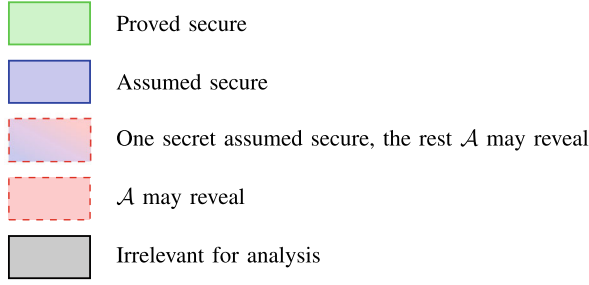 Proved secure
Assumed secure
One secret assumed secure, the rest 𝒜 may reveal
𝒜 may reveal
Irrelevant for analysis